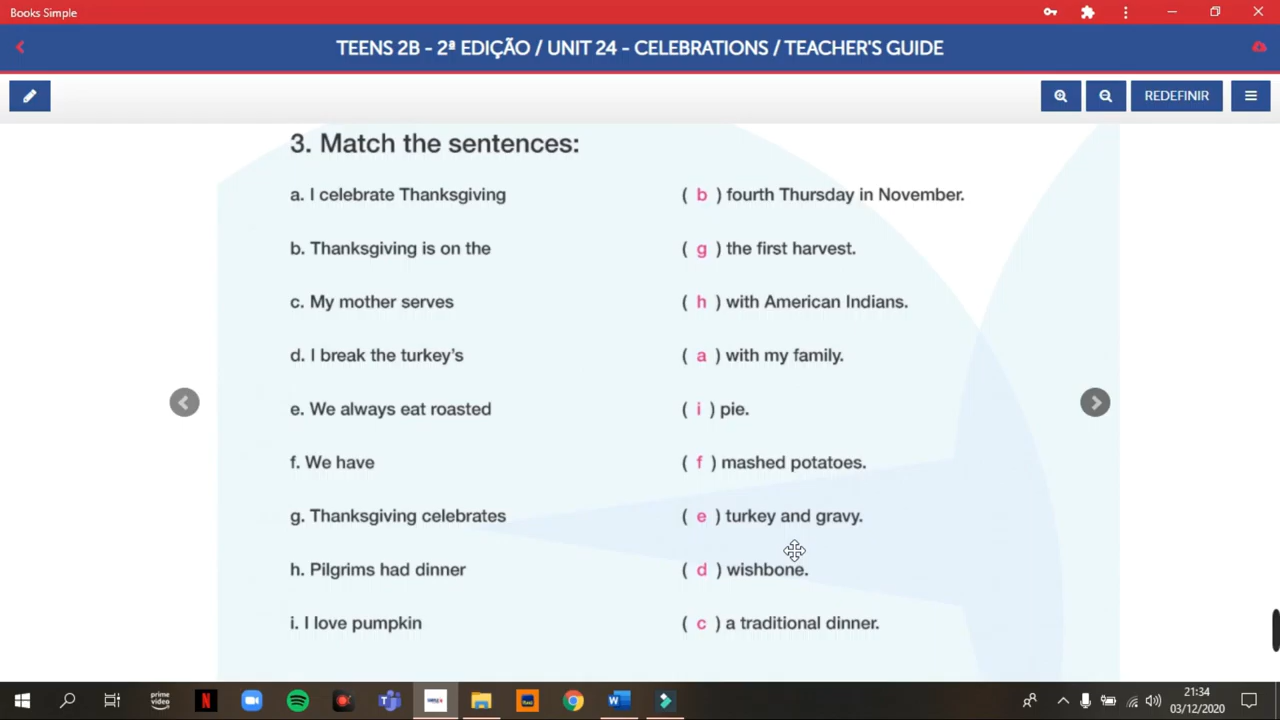 Books Simple
TEENS 2B - 2ª EDIÇÃO / UNIT 24 - CELEBRATIONS / TEACHER'S GUIDE
REDEFINIR
3. Match the sentences:
a. I celebrate Thanksgiving ( b ) fourth Thursday in November.
b. Thanksgiving is on the ( g ) the first harvest.
c. My mother serves ( h ) with American Indians.
d. I break the turkey's ( a ) with my family.
e. We always eat roasted ( i ) pie.
f. We have ( f ) mashed potatoes.
g. Thanksgiving celebrates ( e ) turkey and gravy.
h. Pilgrims had dinner ( d ) wishbone.
i. I love pumpkin ( c ) a traditional dinner.
prime video
21:34
03/12/2020